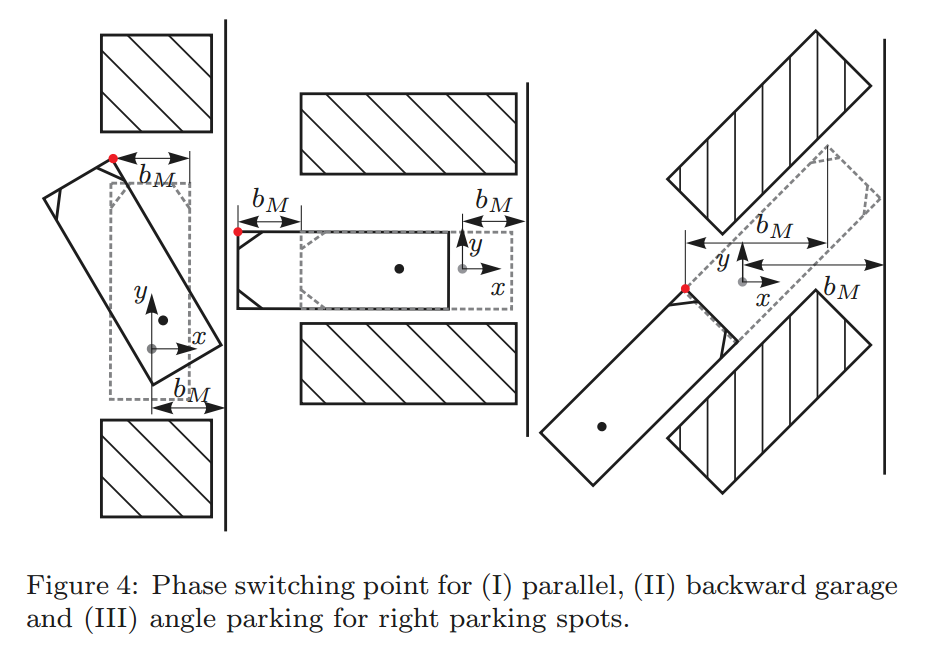 b_M
y
x
b_M
b_M
b_M
y
x
b_M
y
x
b_M
Figure 4: Phase switching point for (I) parallel, (II) backward garage
and (III) angle parking for right parking spots.